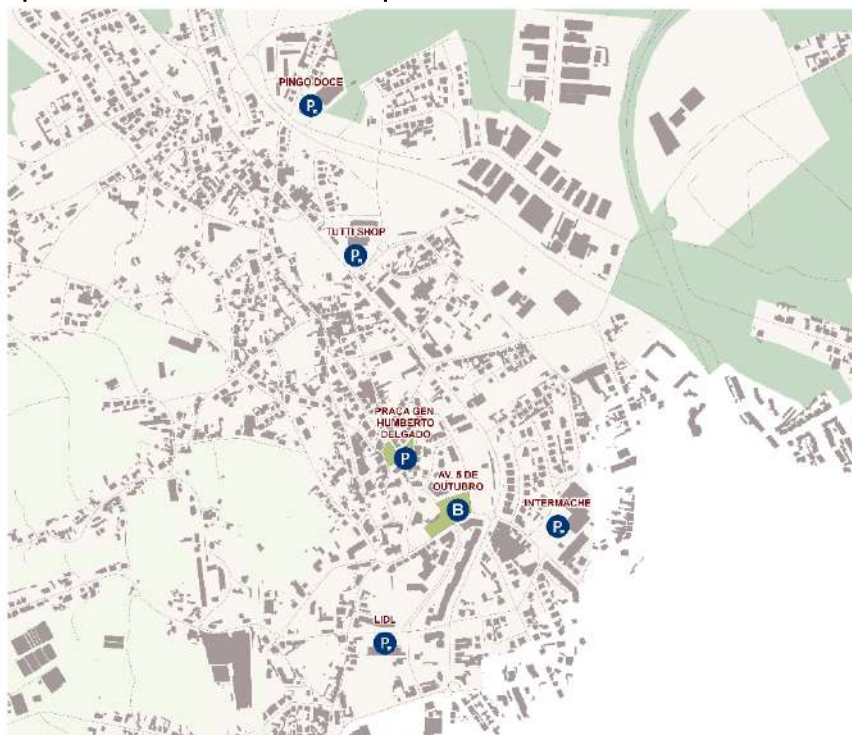 PINGO DOCE
P
TUTTI SHOP
P
PRAÇA GEN.
HUMBERTO
DELGADO
P
AV. 5 DE
OUTUBRO
B
INTERMACHE
P
LIDL
P